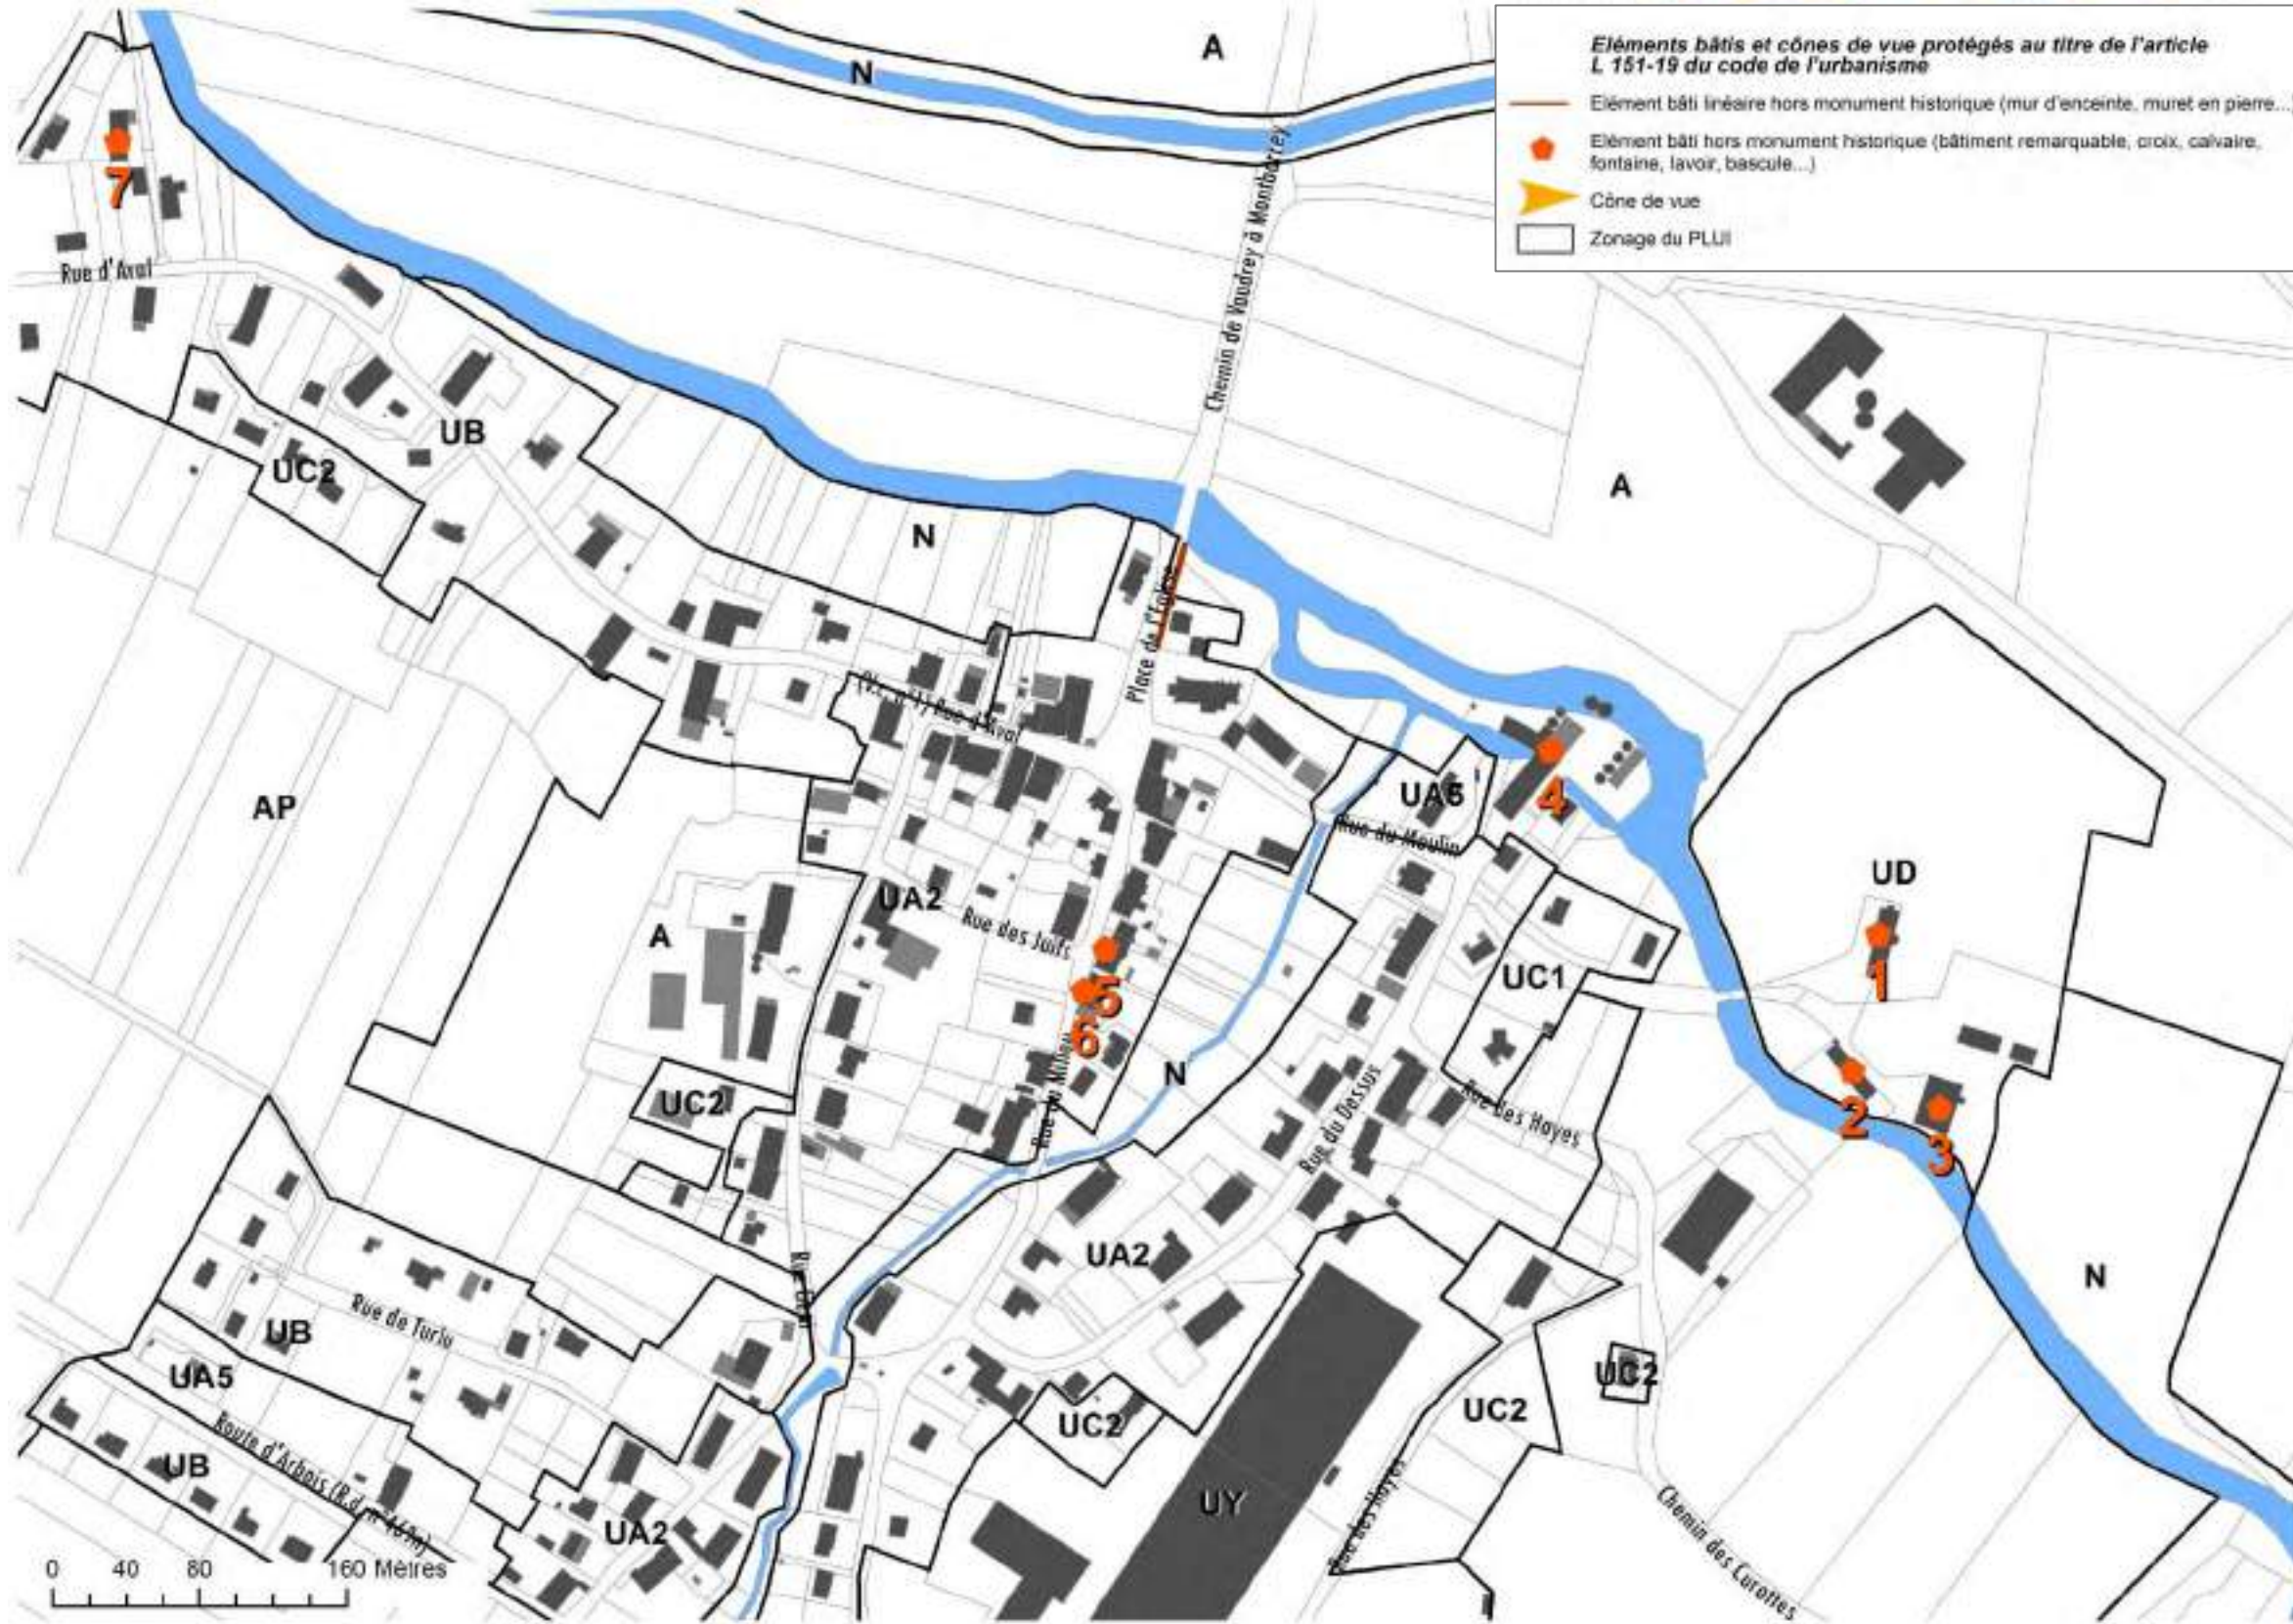 Eléments bâtis et cônes de vue protégés au titre de l'article
L 151-19 du code de l'urbanisme
Elément bâti linéaire hors monument historique (mur d'enceinte, muret en pierre...)
Elément bâti hors monument historique (bâtiment remarquable, croix, calvaire,
fontaine, lavoir, bascule...)
Cône de vue
Zonage du PLUI
A
N
Chemin de Vaudrey à Montbarrey
7
Rue d'Aval
UB
UC2
A
N
Place de l'Eglise
(V.c. n°1) Rue d'Aval
UA5
4
Rue du Moulin
AP
UD
UA2
Rue des Juifs
A
1
UC1
5
6
N
Rue du Milieu
UC2
Rue du Dessus
Rue des Hayes
2
3
UA2
N
Rue de Turlu
UB
UA5
UC2
UC2
UC2
Route d'Arbois (R.d. n°469n)
UB
UY
Rue des Hayes
Chemin des Curottes
UA2
0 40 80 160 Mètres